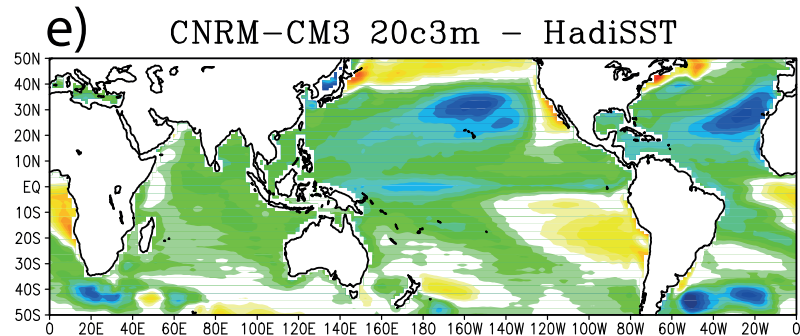 e) CNRM-CM3 20c3m - HadiSST
50N
40N
30N
20N
10N
EQ
10S
20S
30S
40S
50S
0 20E 40E 60E 80E 100E 120E 140E 160E 180 160W 140W 120W 100W 80W 60W 40W 20W 0